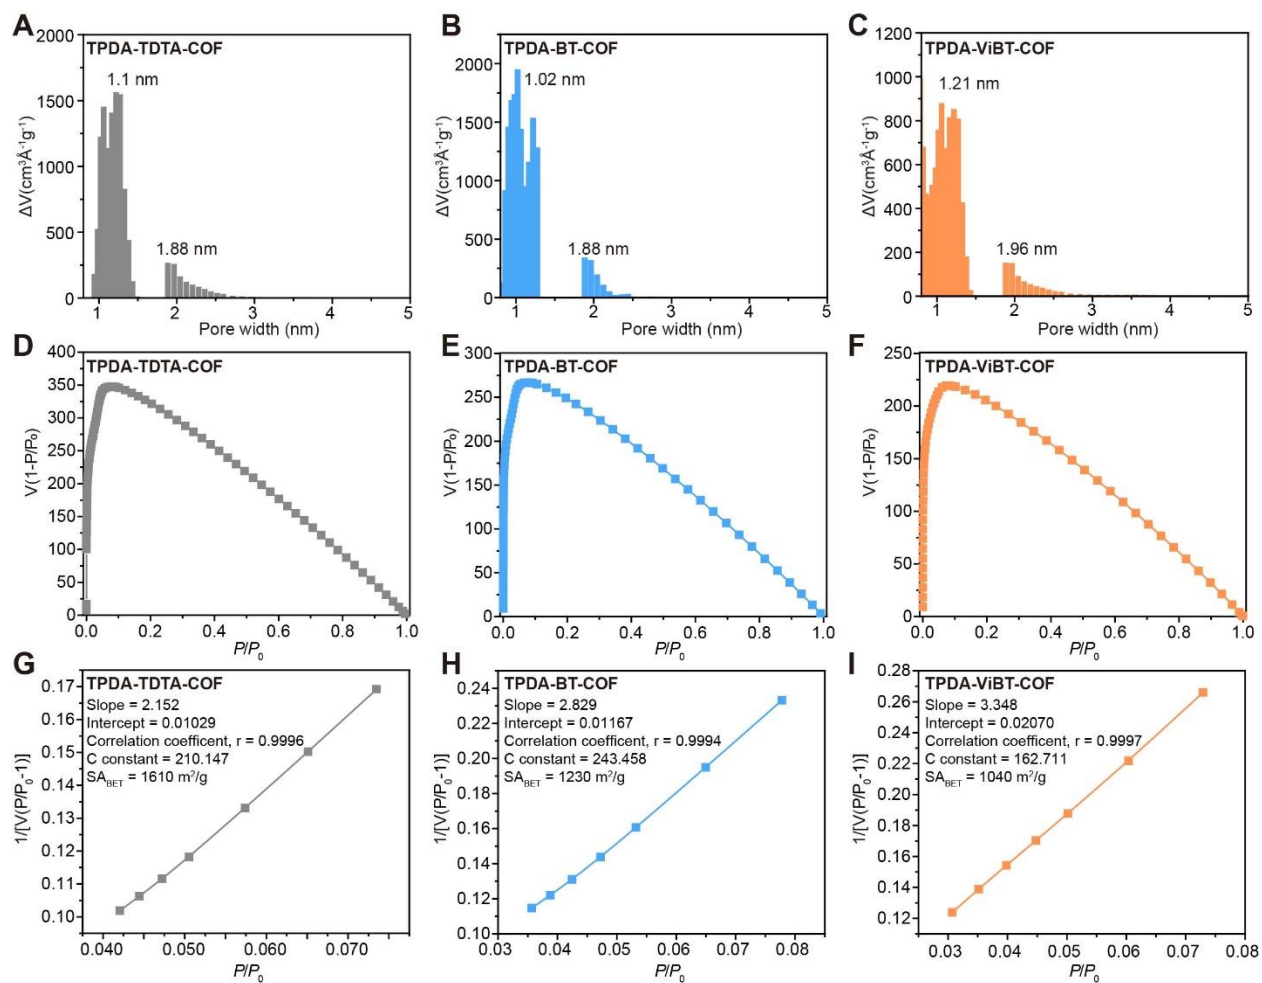 A
TPDA-TDTA-COF
2000
1500
1000
500
0
ΔV(cm³Å⁻¹g⁻¹)
1.1 nm
1.88 nm
1 2 3 4 5
Pore width (nm)
B
TPDA-BT-COF
2000
1500
1000
500
0
ΔV(cm³Å⁻¹g⁻¹)
1.02 nm
1.88 nm
1 2 3 4 5
Pore width (nm)
C
TPDA-ViBT-COF
1200
1000
800
600
400
200
0
ΔV(cm³Å⁻¹g⁻¹)
1.21 nm
1.96 nm
1 2 3 4 5
Pore width (nm)
D
TPDA-TDTA-COF
400
350
300
250
200
150
100
50
0
V(1-P/P₀)
0.0 0.2 0.4 0.6 0.8 1.0
P/P₀
E
TPDA-BT-COF
300
250
200
150
100
50
0
V(1-P/P₀)
0.0 0.2 0.4 0.6 0.8 1.0
P/P₀
F
TPDA-ViBT-COF
250
200
150
100
50
0
V(1-P/P₀)
0.0 0.2 0.4 0.6 0.8 1.0
P/P₀
G
TPDA-TDTA-COF
Slope = 2.152
Intercept = 0.01029
Correlation coefficent, r = 0.9996
C constant = 210.147
SA_BET = 1610 m²/g
0.17
0.16
0.15
0.14
0.13
0.12
0.11
0.10
1/[V(P/P₀-1)]
0.040 0.050 0.060 0.070
P/P₀
H
TPDA-BT-COF
Slope = 2.829
Intercept = 0.01167
Correlation coefficent, r = 0.9994
C constant = 243.458
SA_BET = 1230 m²/g
0.24
0.22
0.20
0.18
0.16
0.14
0.12
0.10
1/[V(P/P₀-1)]
0.03 0.04 0.05 0.06 0.07 0.08
P/P₀
I
TPDA-ViBT-COF
Slope = 3.348
Intercept = 0.02070
Correlation coefficent, r = 0.9997
C constant = 162.711
SA_BET = 1040 m²/g
0.28
0.26
0.24
0.22
0.20
0.18
0.16
0.14
0.12
1/[V(P/P₀-1)]
0.03 0.04 0.05 0.06 0.07 0.08
P/P₀